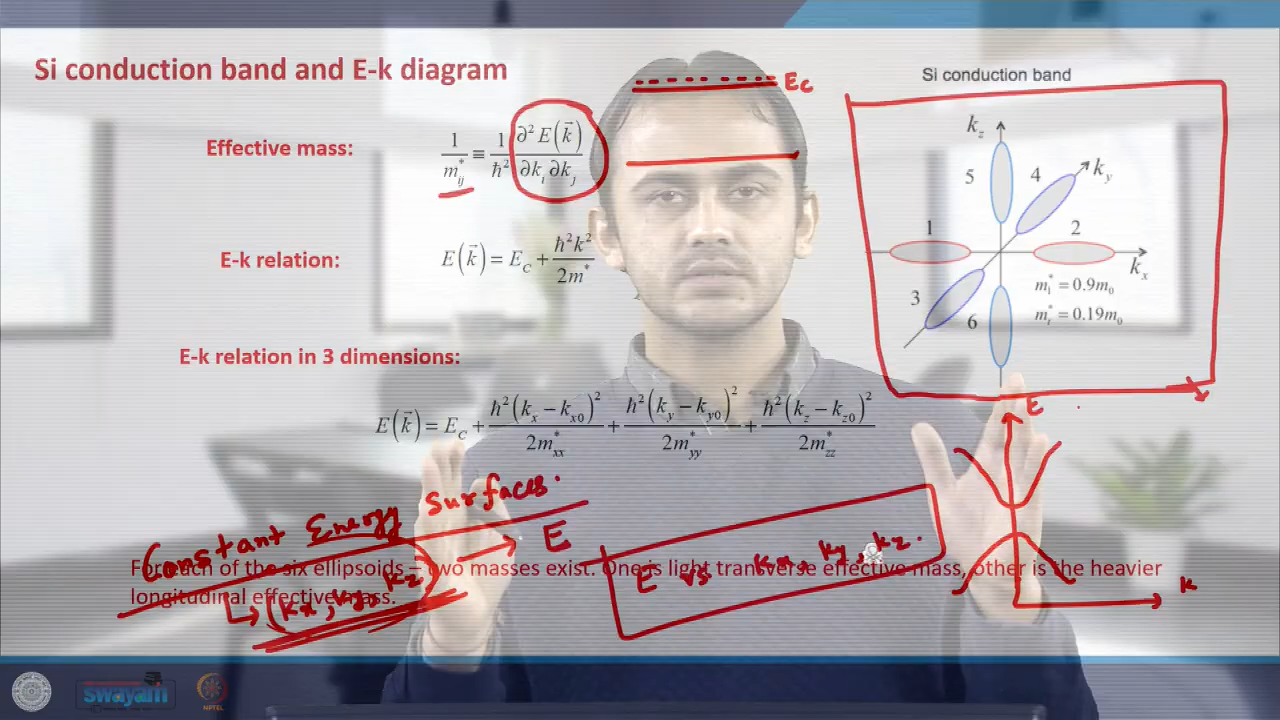 Si conduction band and E-k diagram
Effective mass:
1/m*ij ≡ 1/ħ² ∂²E(k⃗)/∂ki ∂kj
Ec
E-k relation:
E(k⃗) = EC + ħ²k²/2m*
E-k relation in 3 dimensions:
E(k⃗) = EC + ħ²(kx − kx0)²/2m*xx + ħ²(ky − ky0)²/2m*yy + ħ²(kz − kz0)²/2m*zz
Si conduction band
kz
5
4
ky
1
2
kx
3
6
ml* = 0.9m0
mt* = 0.19m0
E
k
Constant Energy Surfaces.
(kx, ky, kz)
E
E vs kx, ky, kz.
For each of the six ellipsoids – two masses exist. One is light transverse effective mass, other is the heavier
longitudinal effective mass.
swayam
NPTEL